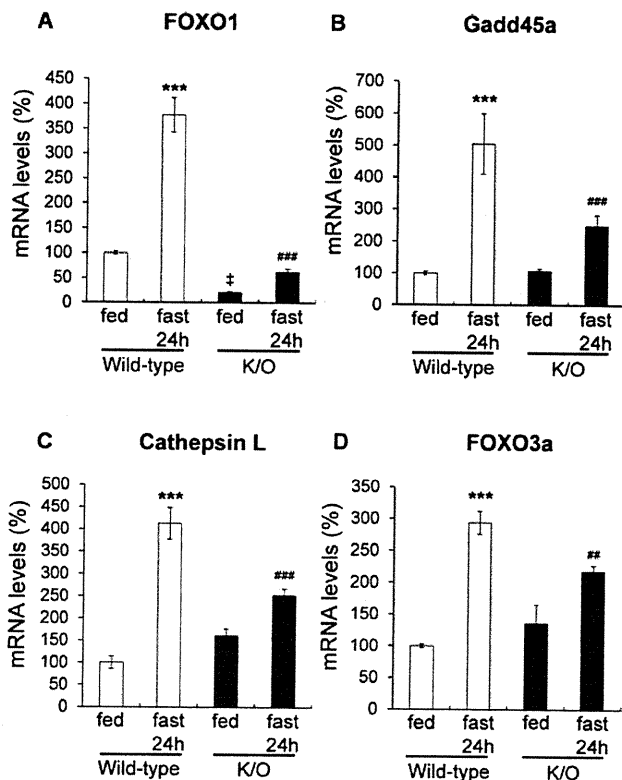 A
FOXO1
mRNA levels (%)
450
400
350
300
250
200
150
100
50
0
***
‡
###
fed fast fed fast
24h 24h
Wild-type K/O
B
Gadd45a
mRNA levels (%)
700
600
500
400
300
200
100
0
***
###
fed fast fed fast
24h 24h
Wild-type K/O
C
Cathepsin L
mRNA levels (%)
500
450
400
350
300
250
200
150
100
50
0
***
###
fed fast fed fast
24h 24h
Wild-type K/O
D
FOXO3a
mRNA levels (%)
350
300
250
200
150
100
50
0
***
##
fed fast fed fast
24h 24h
Wild-type K/O